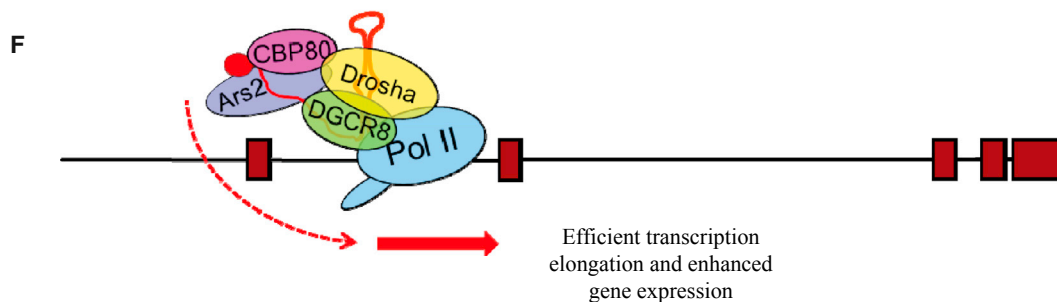 F
CBP80
Ars2
Drosha
DGCR8
Pol II
Efficient transcription
elongation and enhanced
gene expression